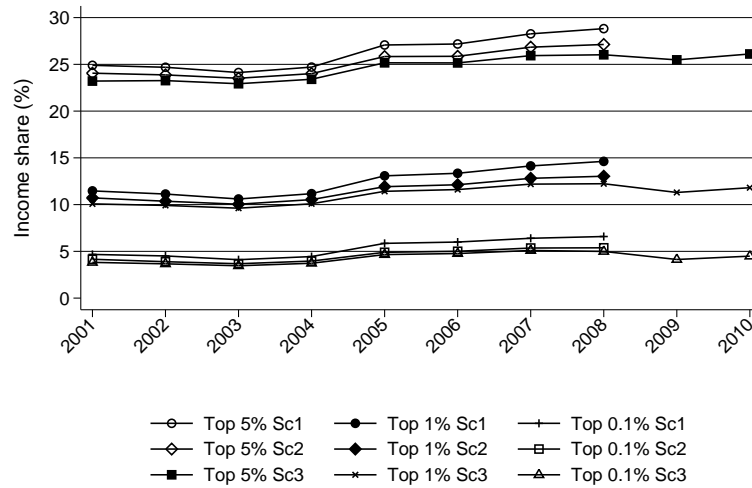 Income share (%)
30
25
20
15
10
5
0
2001 2002 2003 2004 2005 2006 2007 2008 2009 2010
Top 5% Sc1 Top 1% Sc1 Top 0.1% Sc1
Top 5% Sc2 Top 1% Sc2 Top 0.1% Sc2
Top 5% Sc3 Top 1% Sc3 Top 0.1% Sc3